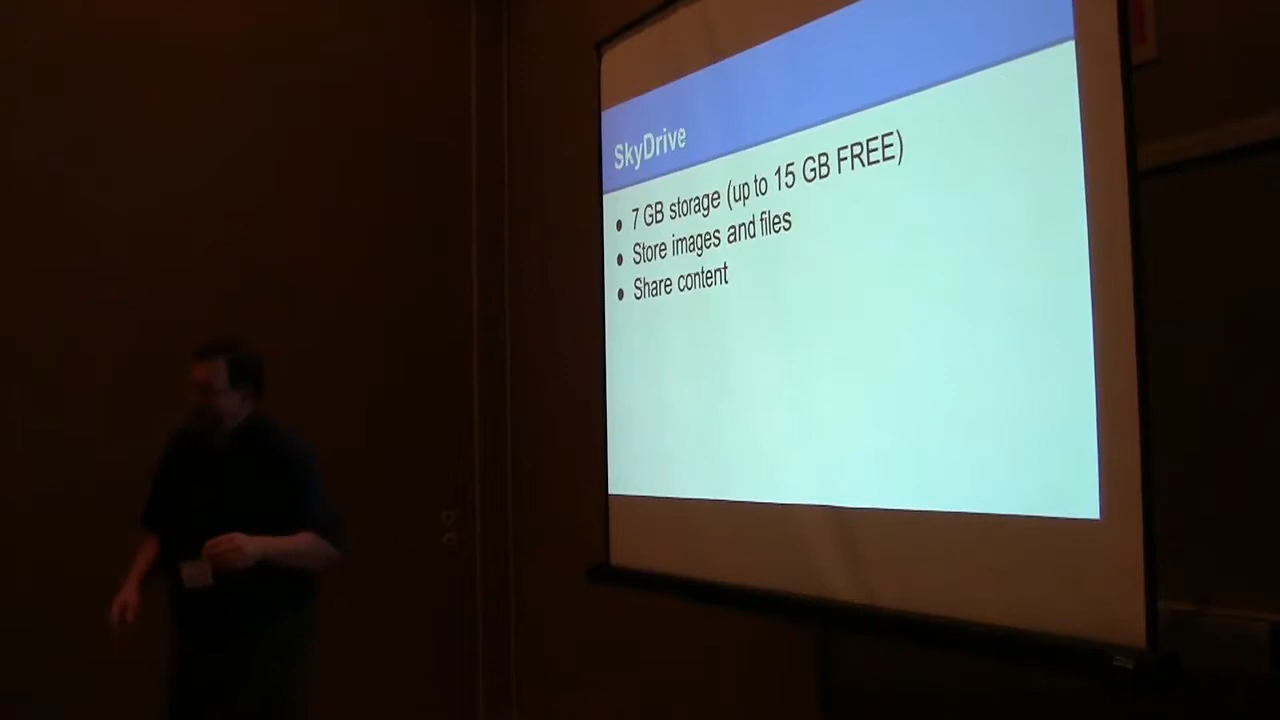 SkyDrive
● 7 GB storage (up to 15 GB FREE)
● Store images and files
● Share content